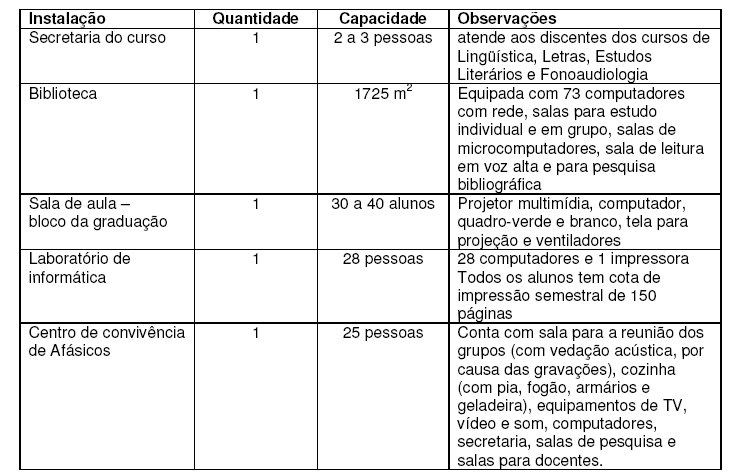 Instalação Quantidade Capacidade Observações
Secretaria do curso 1 2 a 3 pessoas atende aos discentes dos cursos de
Lingüística, Letras, Estudos
Literários e Fonoaudiologia
Biblioteca 1 1725 m² Equipada com 73 computadores
com rede, salas para estudo
individual e em grupo, salas de
microcomputadores, sala de leitura
em voz alta e para pesquisa
bibliográfica
Sala de aula – 1 30 a 40 alunos Projetor multimídia, computador,
bloco da graduação quadro-verde e branco, tela para
projeção e ventiladores
Laboratório de 1 28 pessoas 28 computadores e 1 impressora
informática Todos os alunos tem cota de
impressão semestral de 150
páginas
Centro de convivência 1 25 pessoas Conta com sala para a reunião dos
de Afásicos grupos (com vedação acústica, por
causa das gravações), cozinha
(com pia, fogão, armários e
geladeira), equipamentos de TV,
vídeo e som, computadores,
secretaria, salas de pesquisa e
salas para docentes.